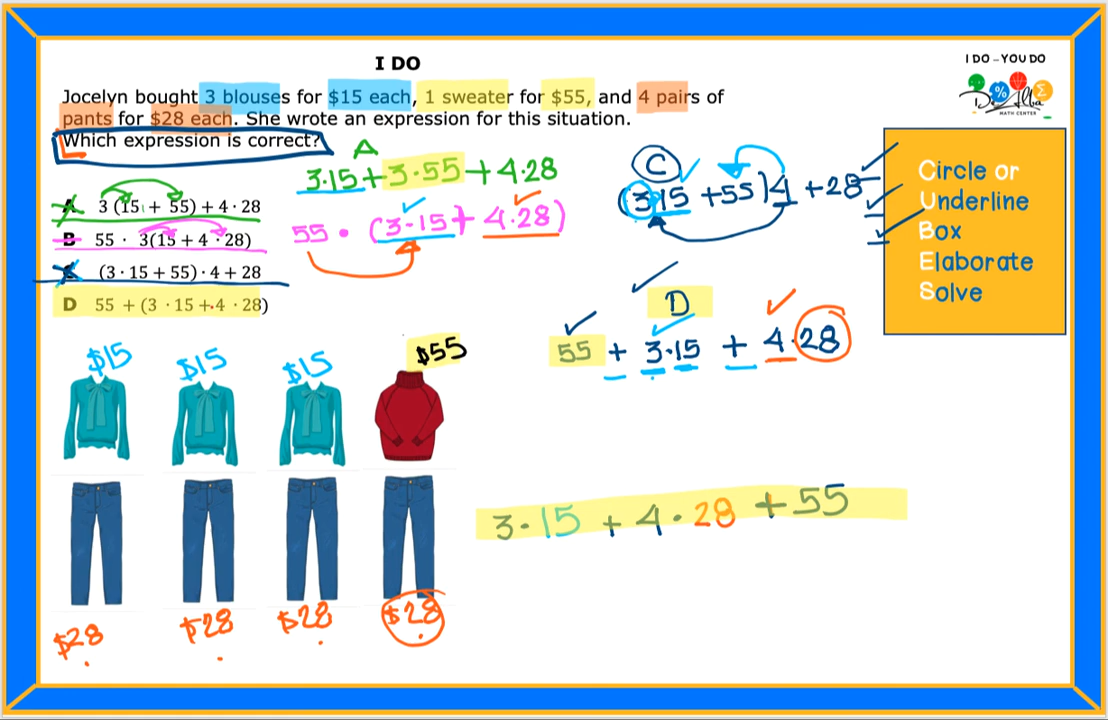 I DO
I DO – YOU DO
Jocelyn bought 3 blouses for $15 each, 1 sweater for $55, and 4 pairs of
pants for $28 each. She wrote an expression for this situation.
Which expression is correct?
MATH CENTER
A
3·15+3·55+4·28
A 3 (15 + 55) + 4 · 28
B 55 · 3(15 + 4 · 28)
C (3 · 15 + 55) · 4 + 28
D 55 + (3 · 15 + 4 · 28)
55 · (3·15+ 4·28)
C
(3·15 +55)4 +28
Circle or
Underline
Box
Elaborate
Solve
D
55 + 3·15 + 4·28
$15
$15
$15
$55
3·15 + 4·28 +55
$28
$28
$28
$28